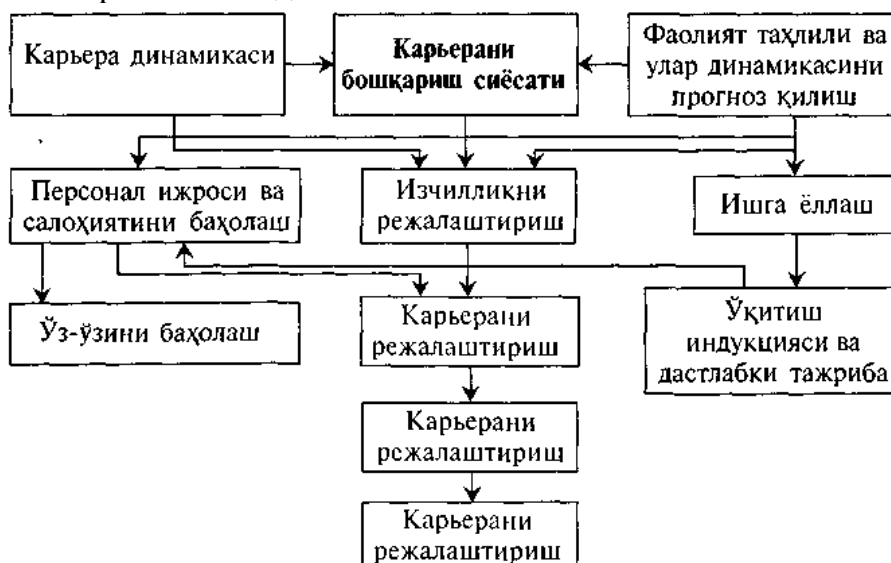 Карьера динамикаси
Карьерани
бошқариш сиёсати
Фаолият таҳлили ва
улар динамикасини
прогноз қилиш
Персонал ижроси ва
салоҳиятини баҳолаш
Изчилликни
режалаштириш
Ишга ёллаш
Ўз-ўзини баҳолаш
Карьерани
режалаштириш
Ўқитиш
индукцияси ва
дастлабки тажриба
Карьерани
режалаштириш
Карьерани
режалаштириш